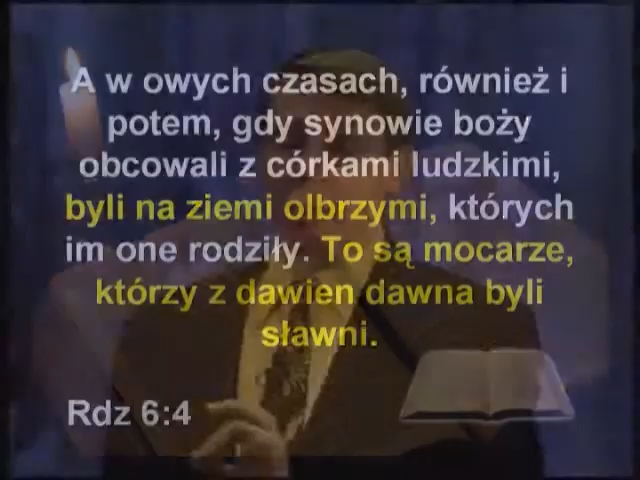 A w owych czasach, również i
potem, gdy synowie boży
obcowali z córkami ludzkimi,
byli na ziemi olbrzymi, których
im one rodziły. To są mocarze,
którzy z dawien dawna byli
sławni.
Rdz 6:4